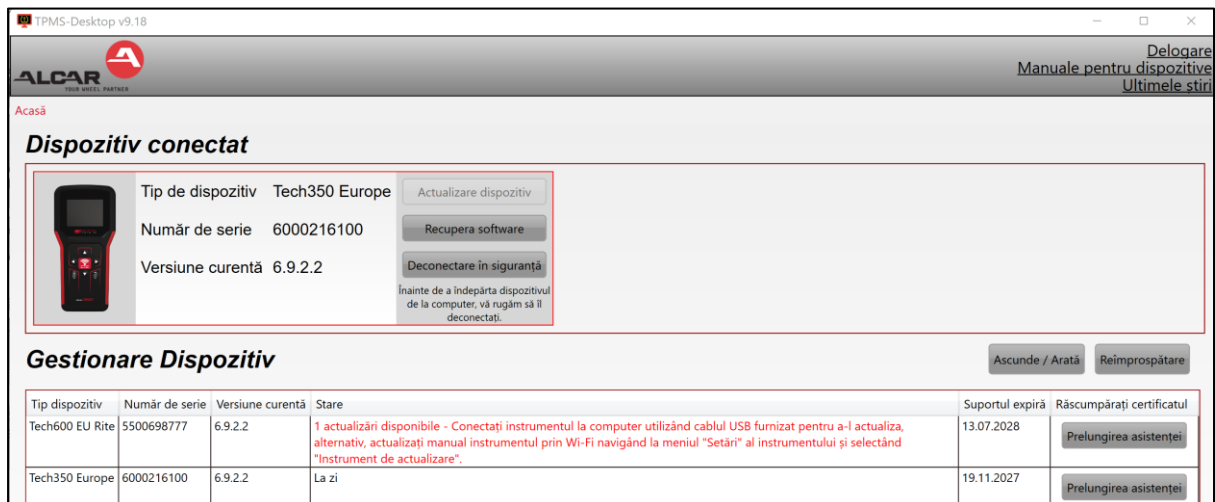 TPMS-Desktop v9.18
ALCAR
YOUR WHEEL PARTNER
Delogare
Manuale pentru dispozitive
Ultimele știri
Acasă
Dispozitiv conectat
Tip de dispozitiv Tech350 Europe Actualizare dispozitiv
Număr de serie 6000216100 Recupera software
Versiune curentă 6.9.2.2 Deconectare în siguranță
Înainte de a îndepărta dispozitivul
de la computer, vă rugăm să îl
deconectați.
Gestionare Dispozitiv Ascunde / Arată Reîmprospătare
Tip dispozitiv Număr de serie Versiune curentă Stare Suportul expiră Răscumpărați certificatul
Tech600 EU Rite 5500698777 6.9.2.2 1 actualizări disponibile - Conectați instrumentul la computer utilizând cablul USB furnizat pentru a-l actualiza, 13.07.2028
alternativ, actualizați manual instrumentul prin Wi-Fi navigând la meniul "Setări" al instrumentului și selectând Prelungirea asistenței
"Instrument de actualizare".
Tech350 Europe 6000216100 6.9.2.2 La zi 19.11.2027 Prelungirea asistenței